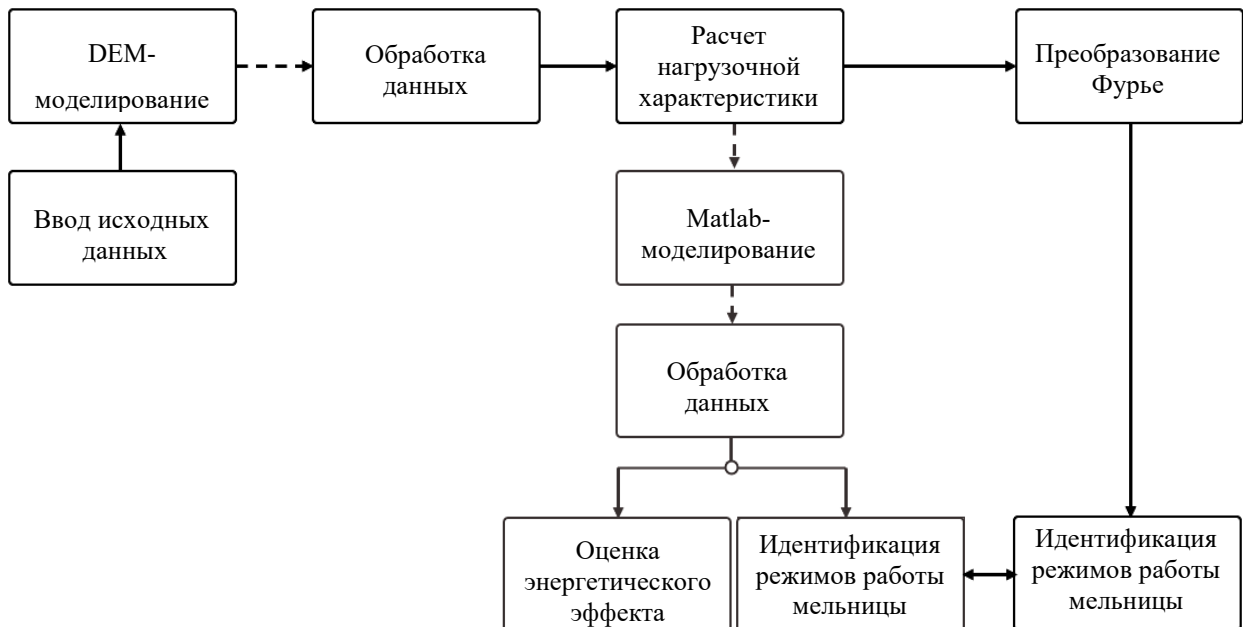 DEM-
моделирование
Обработка
данных
Расчет
нагрузочной
характеристики
Преобразование
Фурье
Ввод исходных
данных
Matlab-
моделирование
Обработка
данных
Оценка
энергетического
эффекта
Идентификация
режимов работы
мельницы
Идентификация
режимов работы
мельницы